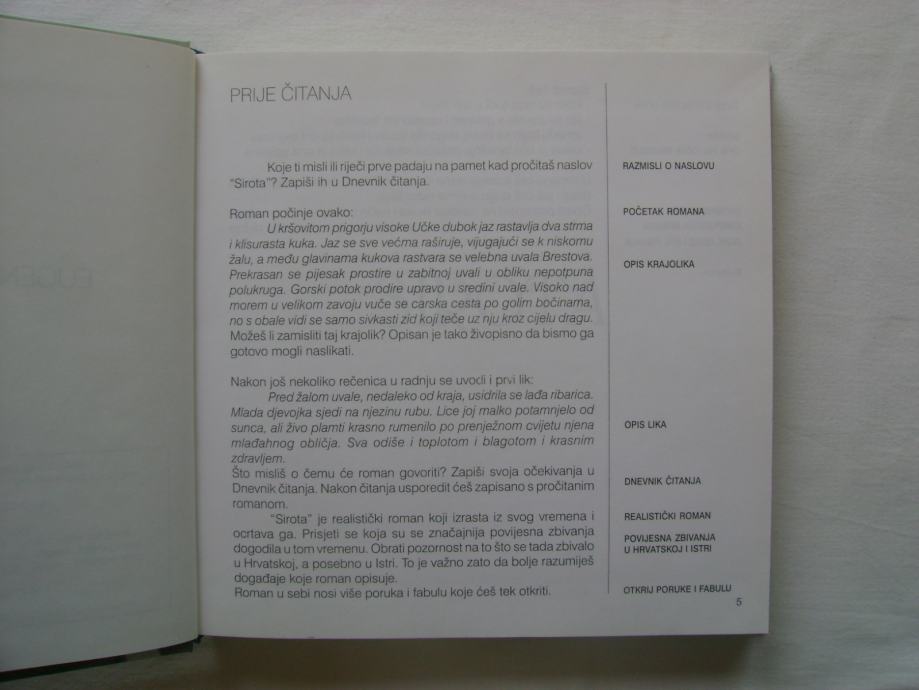 EUGEN
PRIJE ČITANJA
Koje ti misli ili riječi prve padaju na pamet kad pročitaš naslov
“Sirota”? Zapiši ih u Dnevnik čitanja.
RAZMISLI O NASLOVU
Roman počinje ovako:
POČETAK ROMANA
U kršovitom prigorju visoke Učke dubok jaz rastavlja dva strma
i klisurasta kuka. Jaz se sve većma raširuje, vijugajući se k niskomu
žalu, a među glavinama kukova rastvara se velebna uvala Brestova.
OPIS KRAJOLIKA
Prekrasan se pijesak prostire u zabitnoj uvali u obliku nepotpuna
polukruga. Gorski potok prodire upravo u sredini uvale. Visoko nad
morem u velikom zavoju vuče se carska cesta po golim bočinama,
no s obale vidi se samo sivkasti zid koji teče uz nju kroz cijelu dragu.
Možeš li zamisliti taj krajolik? Opisan je tako živopisno da bismo ga
gotovo mogli naslikati.
Nakon još nekoliko rečenica u radnju se uvodi i prvi lik:
Pred žalom uvale, nedaleko od kraja, usidrila se lađa ribarica.
Mlada djevojka sjedi na njezinu rubu. Lice joj malko potamnjelo od
sunca, ali živo plamti krasno rumenilo po prenježnom cvijetu njena
OPIS LIKA
mlađahnog obličja. Sva odiše i toplotom i blagotom i krasnim
zdravljem.
Što misliš o čemu će roman govoriti? Zapiši svoja očekivanja u
Dnevnik čitanja. Nakon čitanja usporedit ćeš zapisano s pročitanim
DNEVNIK ČITANJA
romanom.
“Sirota” je realistički roman koji izrasta iz svog vremena i
REALISTIČKI ROMAN
ocrtava ga. Prisjeti se koja su se značajnija povijesna zbivanja
dogodila u tom vremenu. Obrati pozornost na to što se tada zbivalo
POVIJESNA ZBIVANJA
U HRVATSKOJ I ISTRI
u Hrvatskoj, a posebno u Istri. To je važno zato da bolje razumiješ
događaje koje roman opisuje.
Roman u sebi nosi više poruka i fabulu koje ćeš tek otkriti.
OTKRIJ PORUKE I FABULU
5